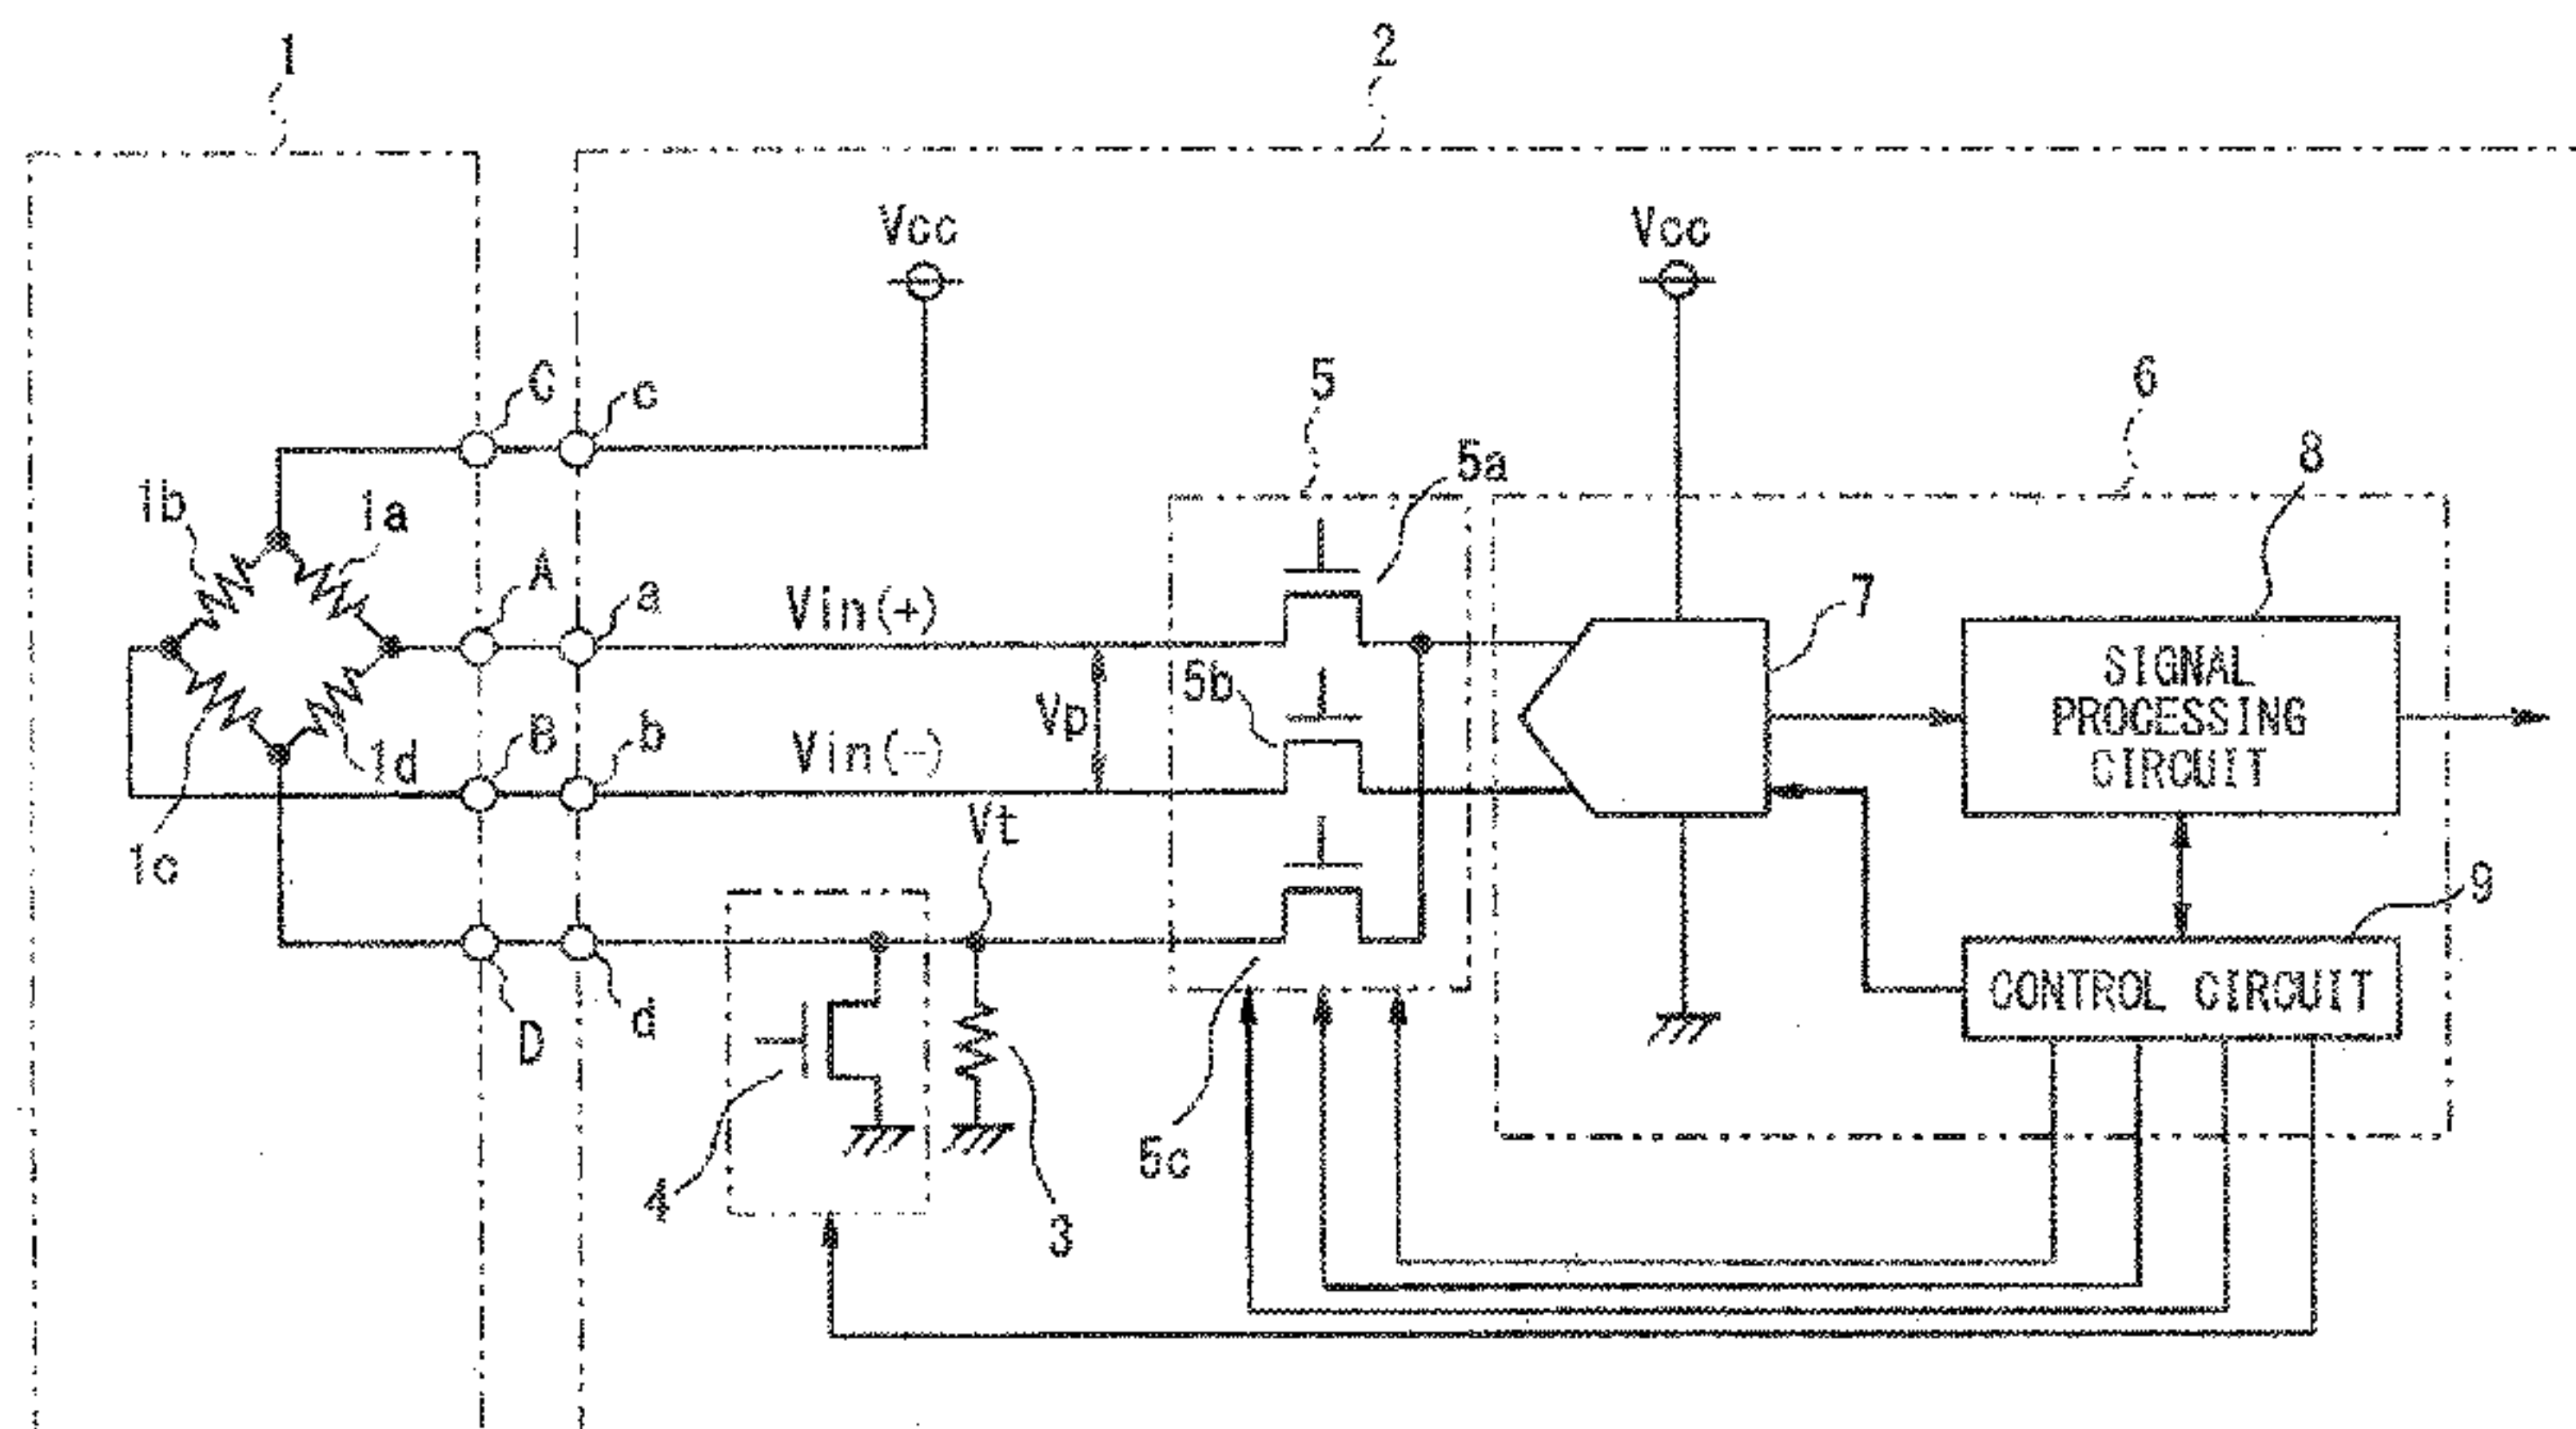 1
2
Vcc
Vcc
C
c
5
5a
6
8
1b
1a
A
a
Vin(+)
7
SIGNAL
PROCESSING
CIRCUIT
5b
Vp
B
b
Vin(-)
1d
1c
Vt
9
CONTROL CIRCUIT
D
d
4
3
5c